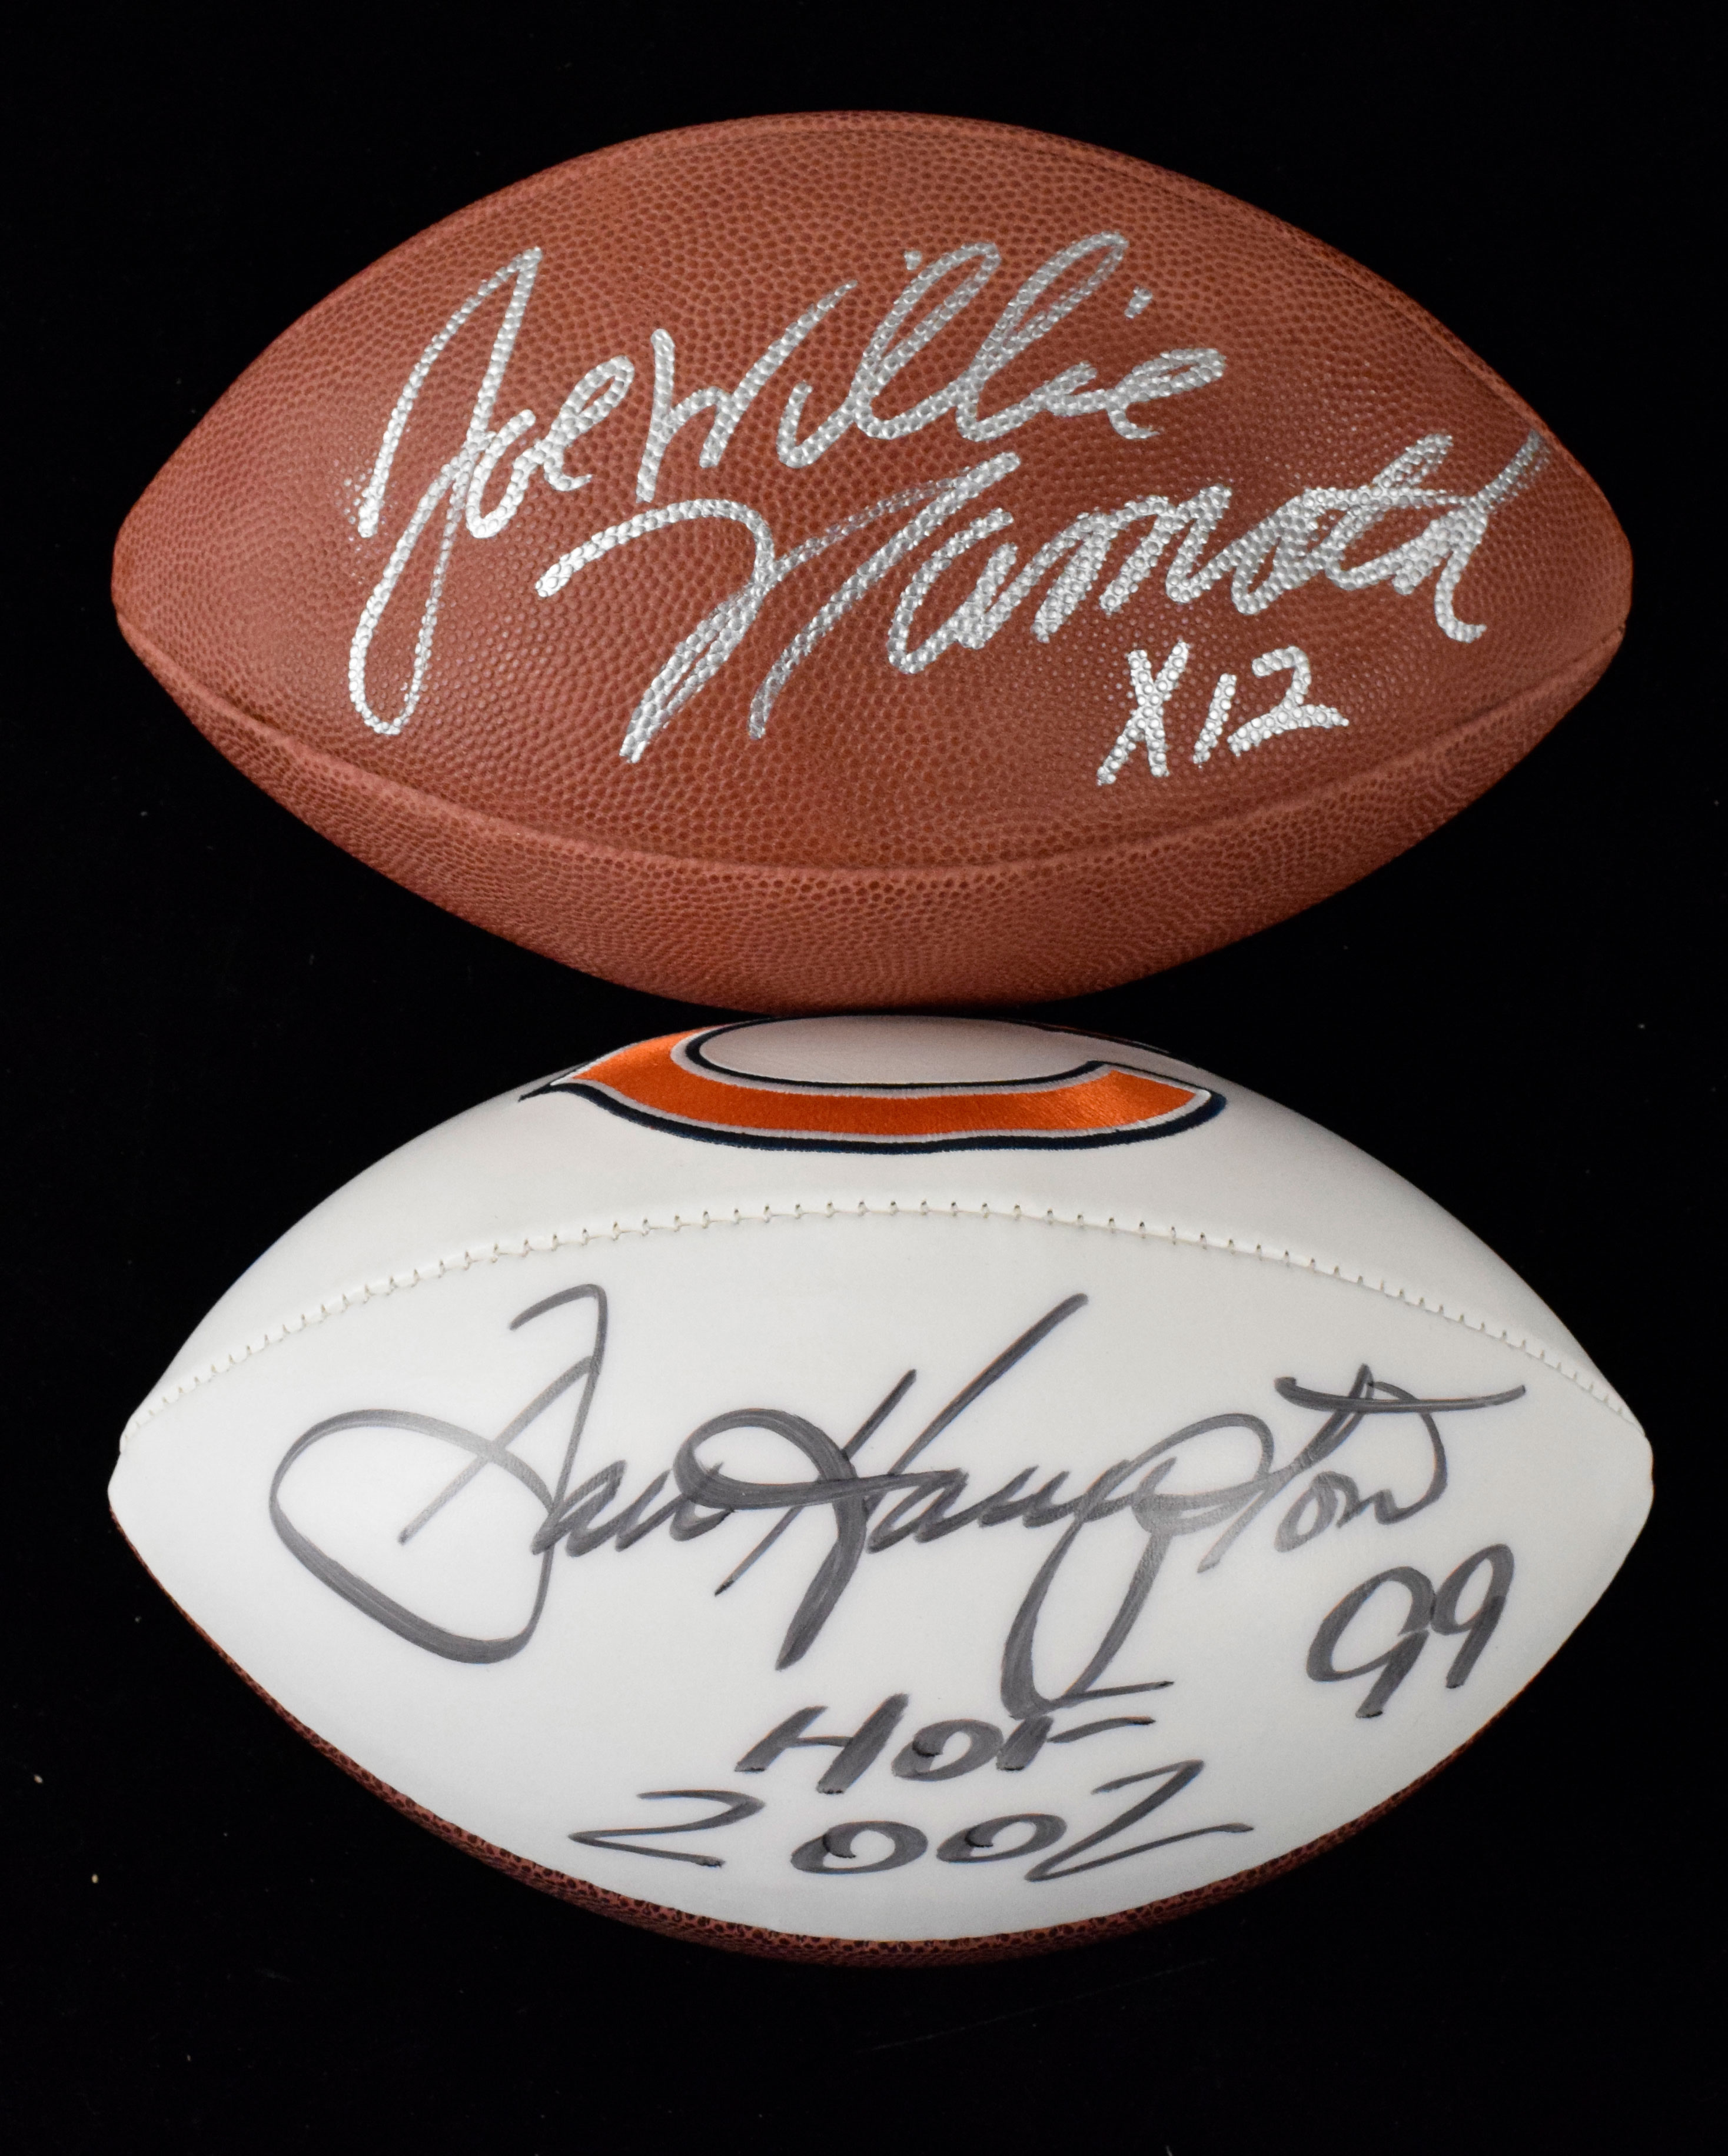 Joe Willie
Namath
X12
Dan Hampton
99
HOF
2002